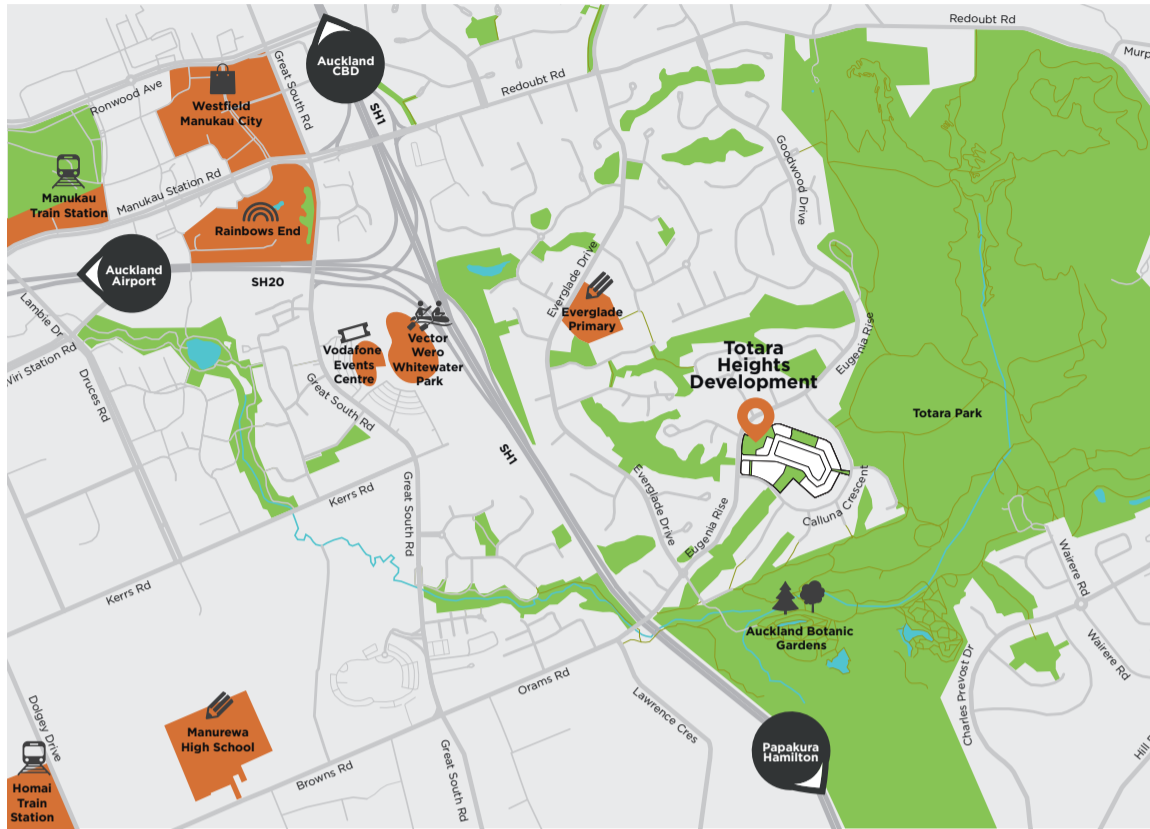 Redoubt Rd
Auckland
CBD
Great South Rd
SH1
Ronwood Ave
Westfield
Manukau City
Redoubt Rd
Goodwood Drive
Manukau
Train Station
Manukau Station Rd
Rainbows End
Auckland
Airport
SH20
Everglade Drive
Everglade
Primary
Lambie Dr
Wiri Station Rd
Druces Rd
Vodafone
Events
Centre
Vector
Wero
Whitewater
Park
Great South Rd
Totara
Heights
Development
Eugenia Rise
Totara Park
SH1
Kerrs Rd
Great South Rd
Everglade Drive
Eugenia Rise
Calluna Crescent
Kerrs Rd
Wairere Rd
Auckland Botanic
Gardens
Wairere Rd
Charles Prevost Dr
Orams Rd
Lawrence Cres
Dolgey Drive
Manurewa
High School
Papakura
Hamilton
Great South Rd
Browns Rd
Homai
Train
Station